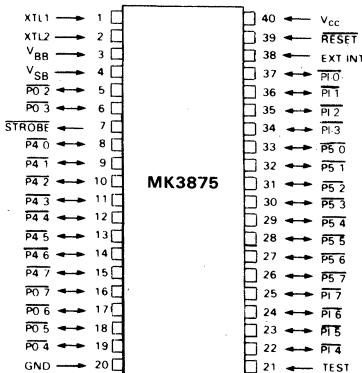 XTL1 1 40 VCC
XTL2 2 39 RESET
VBB 3 38 EXT INT
VSB 4 37 PI 0
P0 2 5 36 PI 1
P0 3 6 35 PI 2
STROBE 7 34 PI 3
P4 0 8 33 P5 0
P4 1 9 32 P5 1
P4 2 10 MK3875 31 P5 2
P4 3 11 30 P5 3
P4 4 12 29 P5 4
P4 5 13 28 P5 5
P4 6 14 27 P5 6
P4 7 15 26 P5 7
P0 7 16 25 PI 7
P0 6 17 24 PI 6
P0 5 18 23 PI 5
P0 4 19 22 PI 4
GND 20 21 TEST